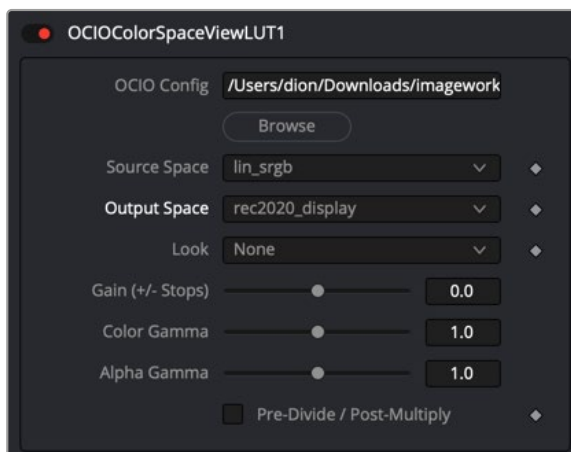 OCIOColorSpaceViewLUT1
OCIO Config /Users/dion/Downloads/imagework
Browse
Source Space lin_srgb
Output Space rec2020_display
Look None
Gain (+/- Stops) 0.0
Color Gamma 1.0
Alpha Gamma 1.0
Pre-Divide / Post-Multiply